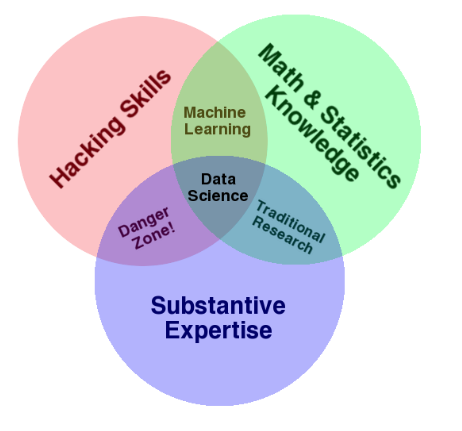 Hacking Skills
Math & Statistics
Knowledge
Machine
Learning
Data
Science
Danger
Zone!
Traditional
Research
Substantive
Expertise